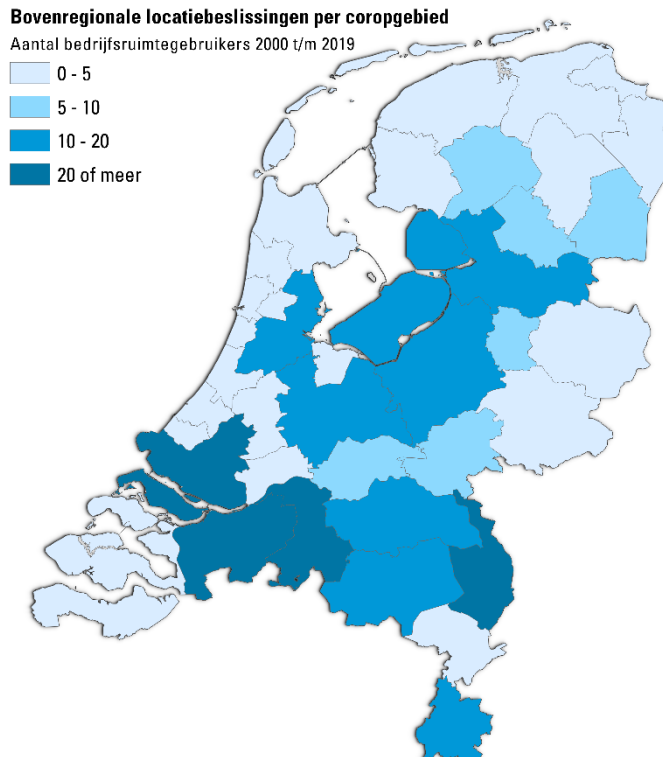 Bovenregionale locatiebeslissingen per coropgebied
Aantal bedrijfsruimtegebruikers 2000 t/m 2019
0 - 5
5 - 10
10 - 20
20 of meer